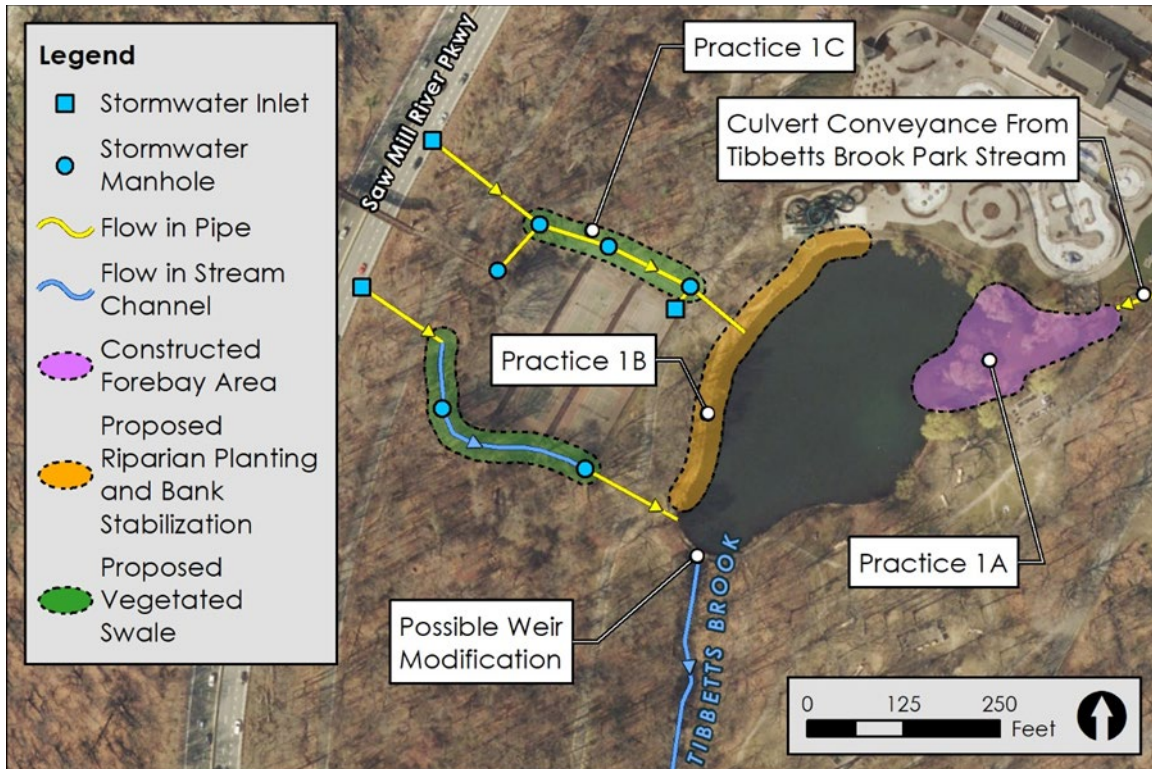 Legend
Stormwater Inlet
Stormwater
Manhole
Flow in Pipe
Flow in Stream
Channel
Constructed
Forebay Area
Proposed
Riparian Planting
and Bank
Stabilization
Proposed
Vegetated
Swale
Saw Mill River Pkwy
Practice 1C
Culvert Conveyance From
Tibbetts Brook Park Stream
Practice 1B
Practice 1A
Possible Weir
Modification
TIBBETTS BROOK
0 125 250
Feet